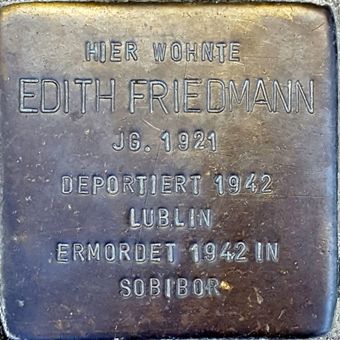 HIER WOHNTE
EDITH FRIEDMANN
JG. 1921
DEPORTIERT 1942
LUBLIN
ERMORDET 1942 IN
SOBIBOR